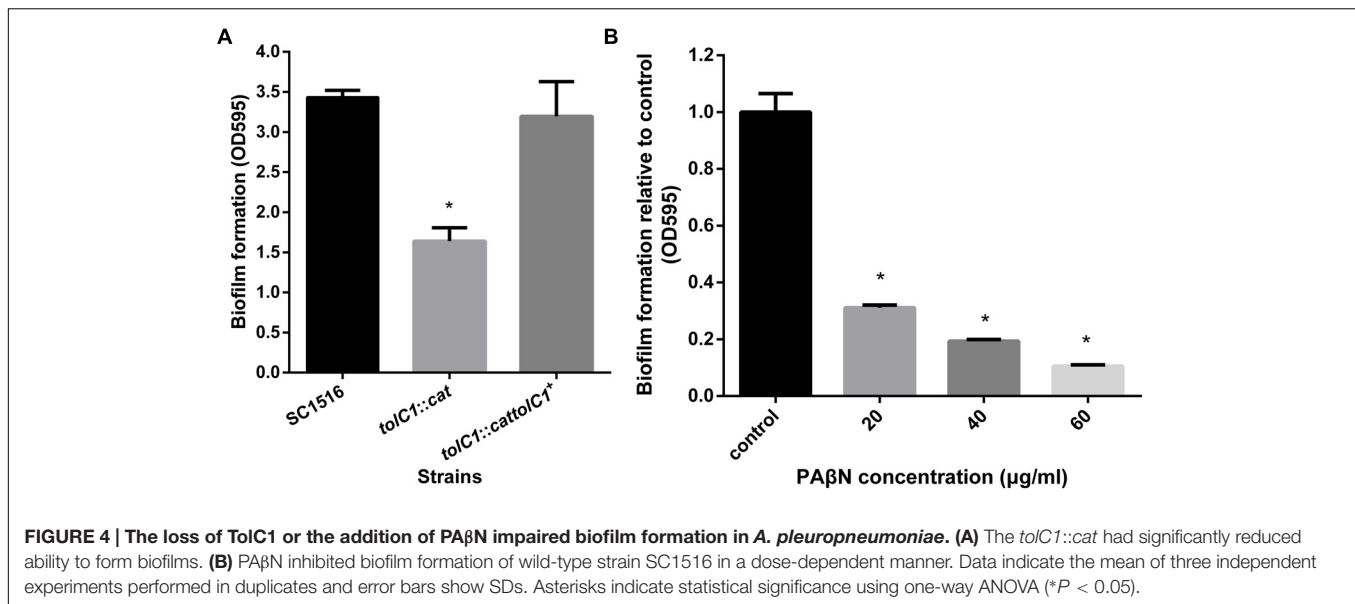 A
4.0
3.5
3.0
2.5
2.0
1.5
1.0
0.5
0.0
Biofilm formation (OD595)
*
SC1516
tolC1::cat
tolC1::cattolC1⁺
Strains
B
1.2
1.0
0.8
0.6
0.4
0.2
0.0
Biofilm formation relative to control
(OD595)
*
*
*
control
20
40
60
PAβN concentration (µg/ml)
FIGURE 4 | The loss of TolC1 or the addition of PAβN impaired biofilm formation in A. pleuropneumoniae. (A) The tolC1::cat had significantly reduced
ability to form biofilms. (B) PAβN inhibited biofilm formation of wild-type strain SC1516 in a dose-dependent manner. Data indicate the mean of three independent
experiments performed in duplicates and error bars show SDs. Asterisks indicate statistical significance using one-way ANOVA (*P < 0.05).